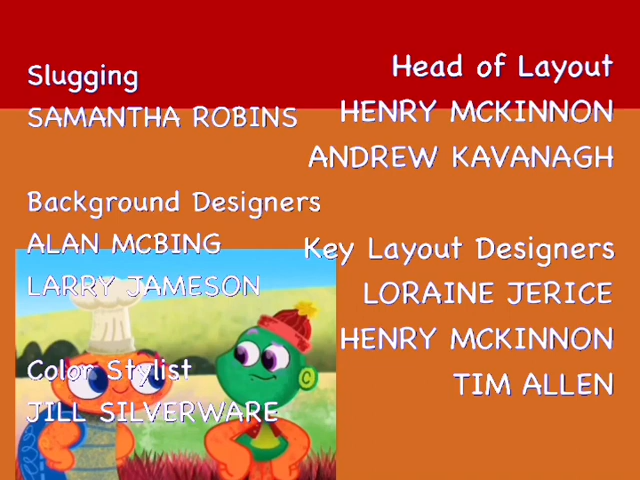 Slugging
SAMANTHA ROBINS
Background Designers
ALAN MCBING
LARRY JAMESON
Color Stylist
JILL SILVERWARE
Head of Layout
HENRY MCKINNON
ANDREW KAVANAGH
Key Layout Designers
LORAINE JERICE
HENRY MCKINNON
TIM ALLEN
C